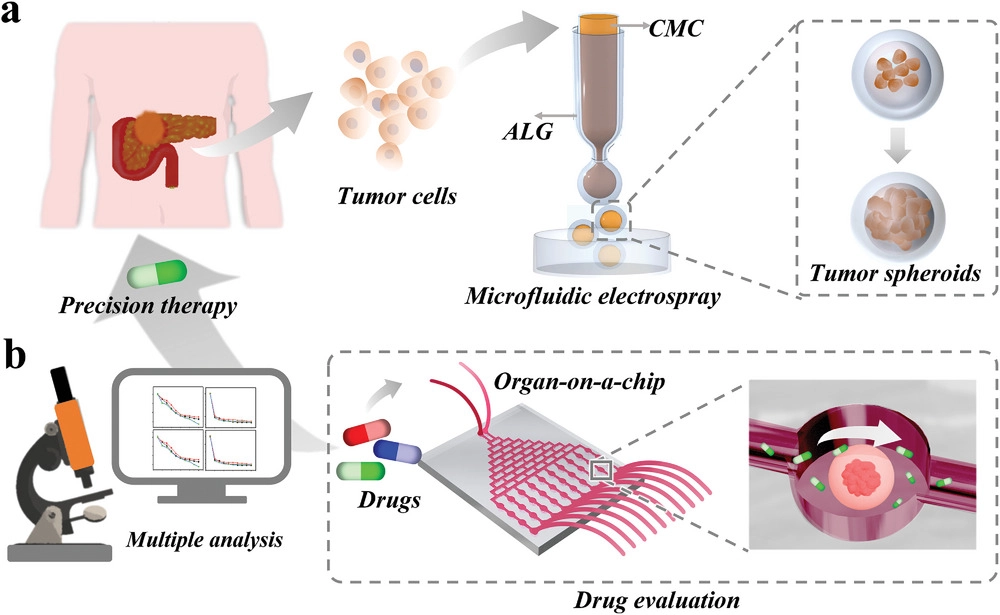 a
CMC
ALG
Tumor cells
Tumor spheroids
Microfluidic electrospray
Precision therapy
b
Organ-on-a-chip
Drugs
Multiple analysis
Drug evaluation